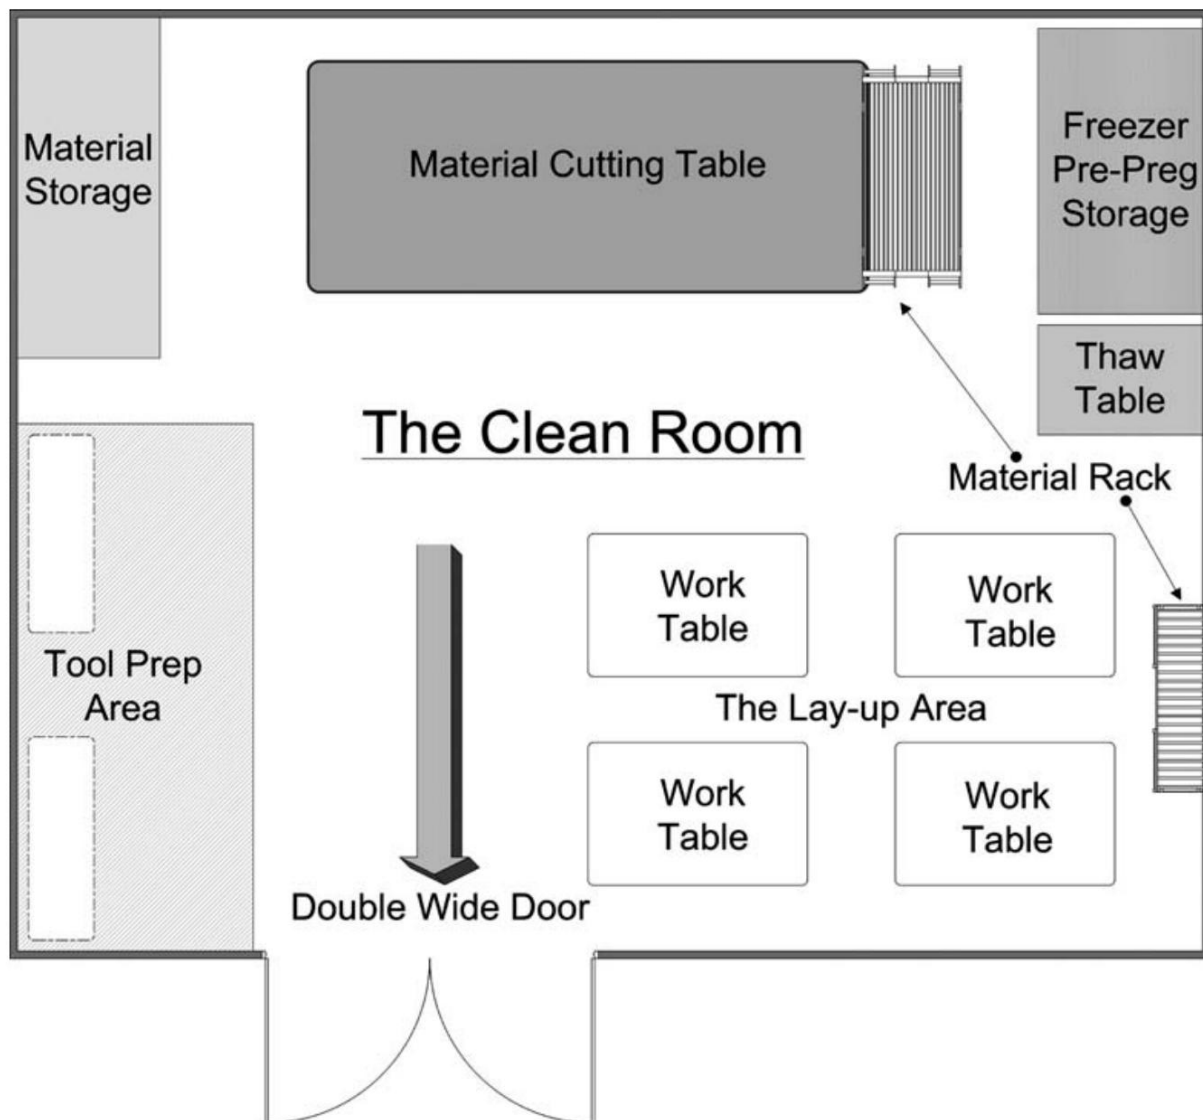 Material
Storage
Material Cutting Table
Freezer
Pre-Preg
Storage
Thaw
Table
The Clean Room
Material Rack
Work
Table
Work
Table
Tool Prep
Area
The Lay-up Area
Work
Table
Work
Table
Double Wide Door